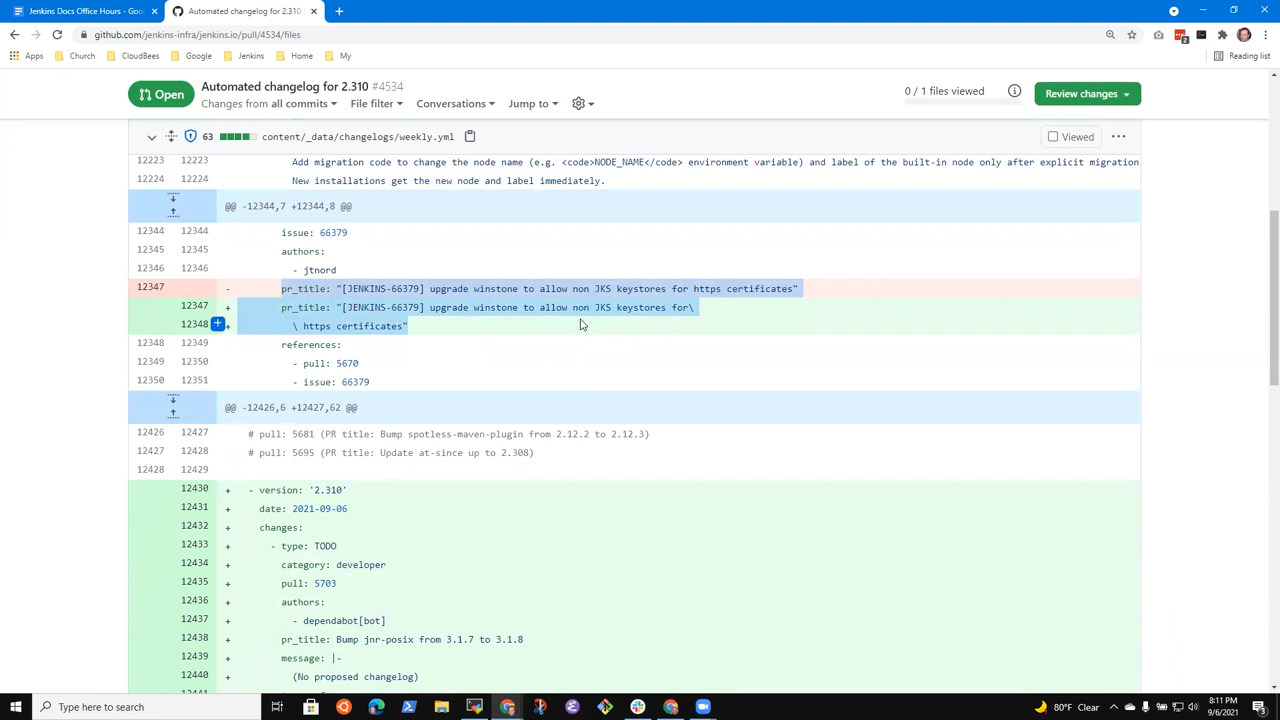 Jenkins Docs Office Hours - Goo
Automated changelog for 2.310
github.com/jenkins-infra/jenkins.io/pull/4534/files
Apps Church CloudBees Google Jenkins Home My Reading list
Open
Automated changelog for 2.310 #4534
Changes from all commits File filter Conversations Jump to
0 / 1 files viewed
Review changes
63 content/_data/changelogs/weekly.yml Viewed
12223 12223 Add migration code to change the node name (e.g. <code>NODE_NAME</code> environment variable) and label of the built-in node only after explicit migration
12224 12224 New installations get the new node and label immediately.
@@ -12344,7 +12344,8 @@
12344 12344 issue: 66379
12345 12345 authors:
12346 12346 - jtnord
12347 - pr_title: "[JENKINS-66379] upgrade winstone to allow non JKS keystores for https certificates"
12347 + pr_title: "[JENKINS-66379] upgrade winstone to allow non JKS keystores for\
12348 + \ https certificates"
12348 12349 references:
12349 12350 - pull: 5670
12350 12351 - issue: 66379
@@ -12426,6 +12427,62 @@
12426 12427 # pull: 5681 (PR title: Bump spotless-maven-plugin from 2.12.2 to 2.12.3)
12427 12428 # pull: 5695 (PR title: Update at-since up to 2.308)
12428 12429
12430 + - version: '2.310'
12431 + date: 2021-09-06
12432 + changes:
12433 + - type: TODO
12434 + category: developer
12435 + pull: 5703
12436 + authors:
12437 + - dependabot[bot]
12438 + pr_title: Bump jnr-posix from 3.1.7 to 3.1.8
12439 + message: |-
12440 + (No proposed changelog)
Type here to search
80°F Clear
8:11 PM
9/6/2021